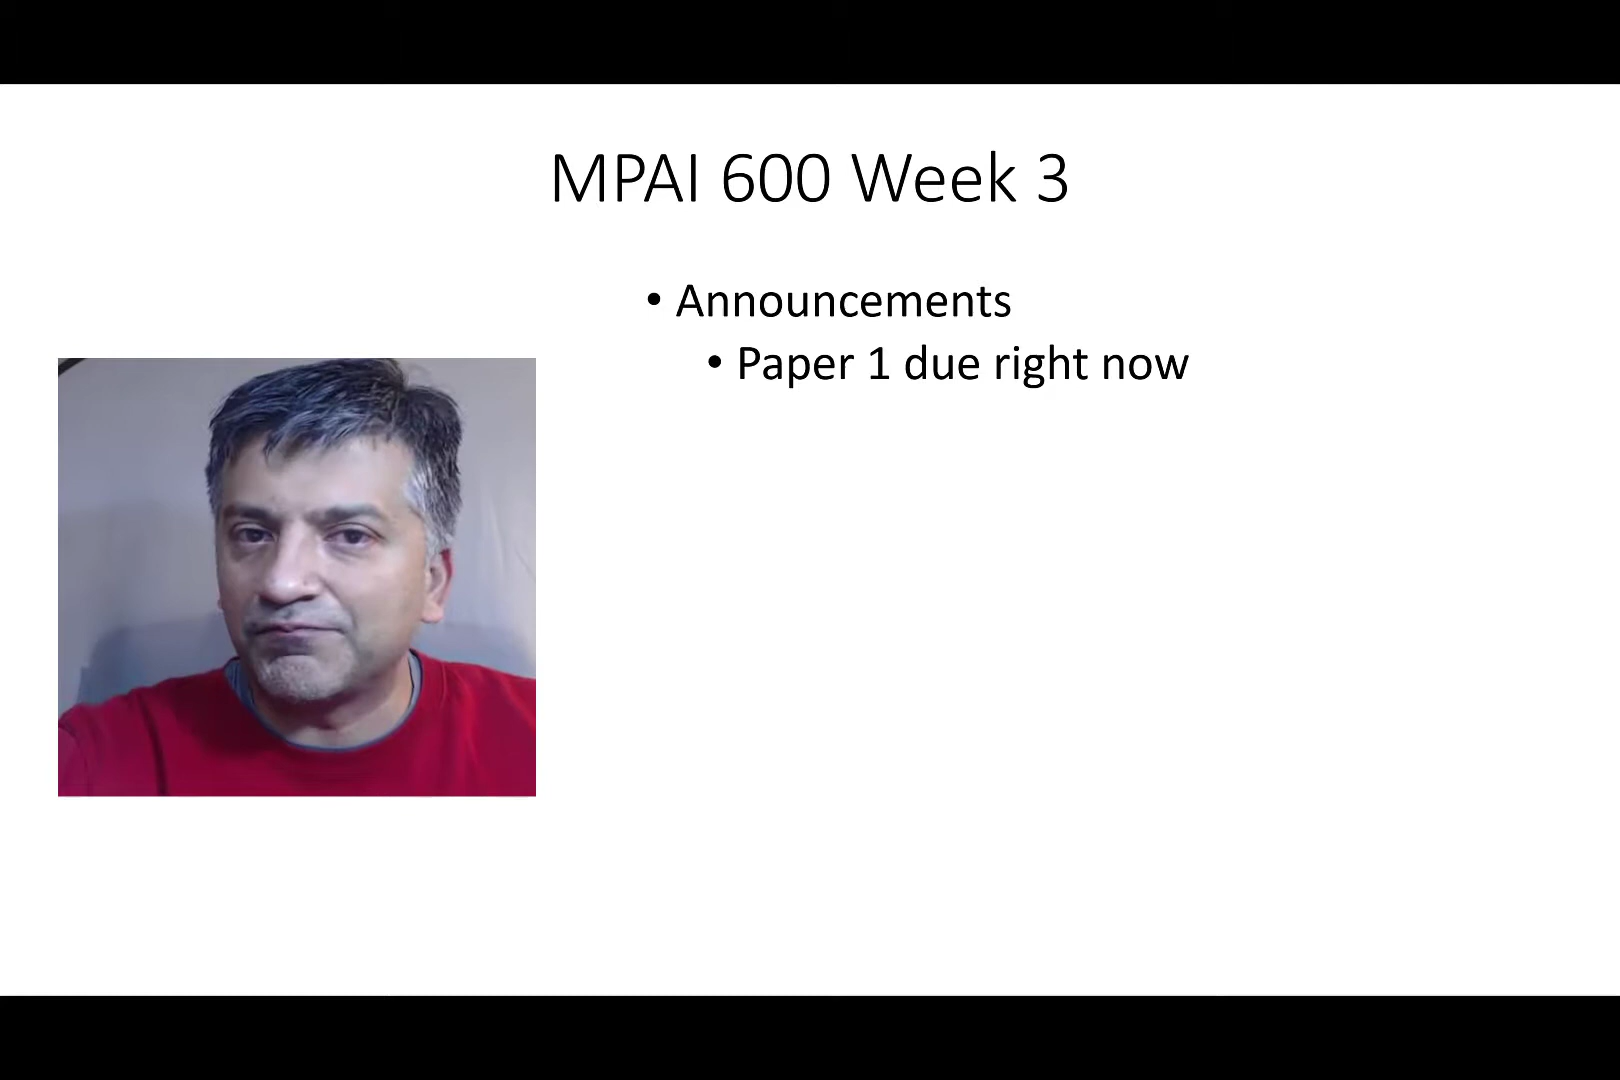 MPAI 600 Week 3
• Announcements
• Paper 1 due right now